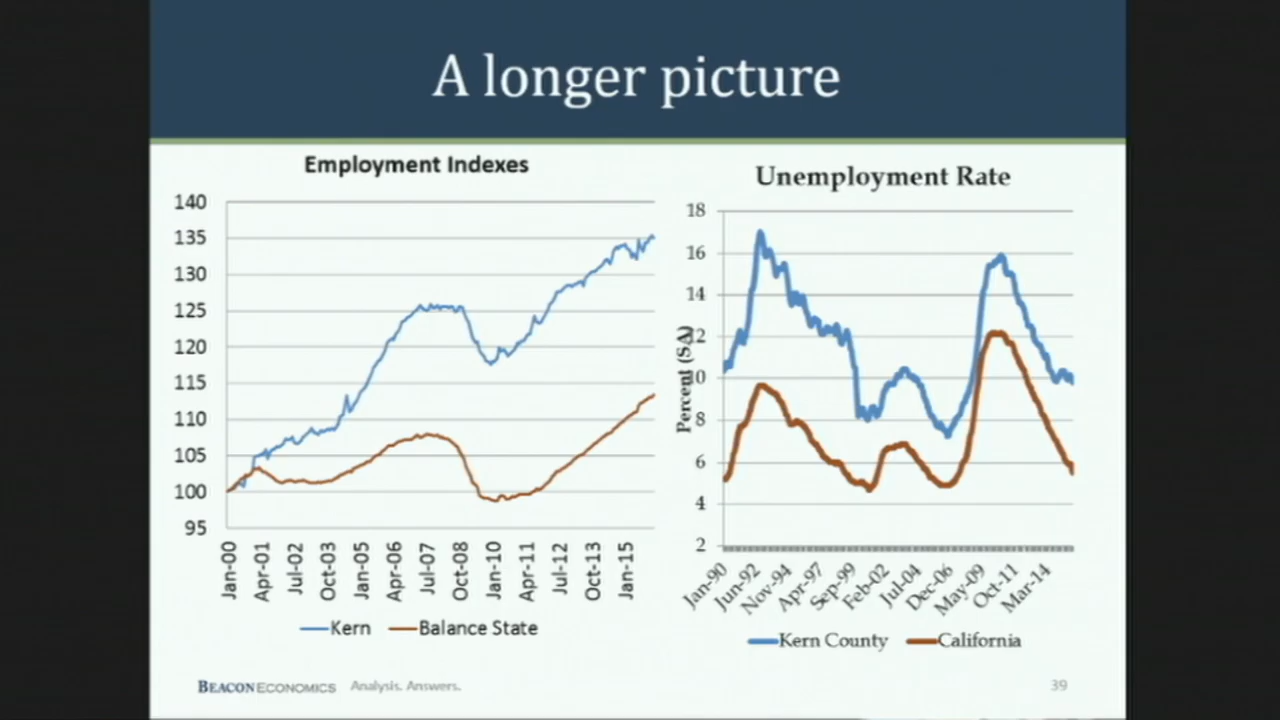 A longer picture
Employment Indexes
140
135
130
125
120
115
110
105
100
95
Jan-00
Apr-01
Jul-02
Oct-03
Jan-05
Apr-06
Jul-07
Oct-08
Jan-10
Apr-11
Jul-12
Oct-13
Jan-15
Kern
Balance State
Unemployment Rate
Percent (SA)
18
16
14
12
10
8
6
4
2
Jan-90
Jun-92
Nov-94
Apr-97
Sep-99
Feb-02
Jul-04
Dec-06
May-09
Oct-11
Mar-14
Kern County
California
BEACONECONOMICS Analysis. Answers.
39